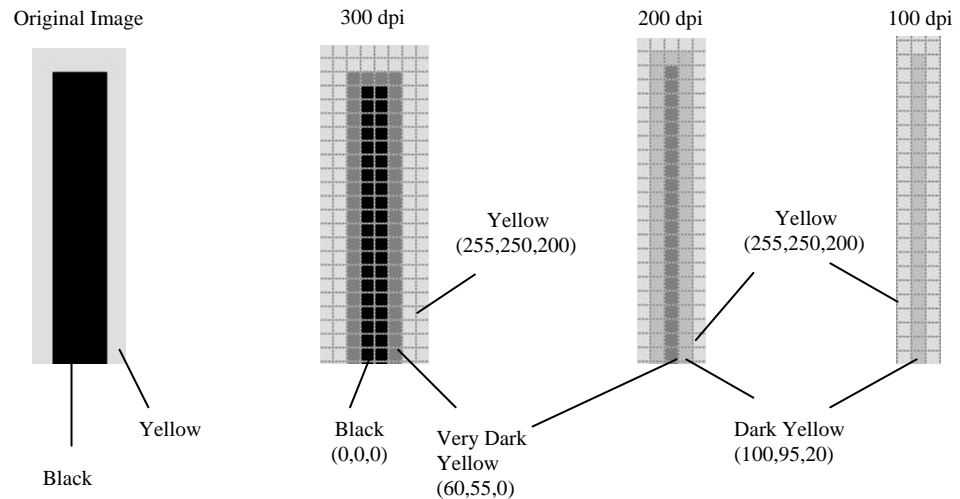 Original Image
300 dpi
200 dpi
100 dpi
Yellow
(255,250,200)
Yellow
(255,250,200)
Yellow
Black
Black
(0,0,0)
Very Dark
Yellow
(60,55,0)
Dark Yellow
(100,95,20)